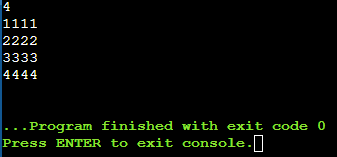 4
1111
2222
3333
4444
...Program finished with exit code 0
Press ENTER to exit console.